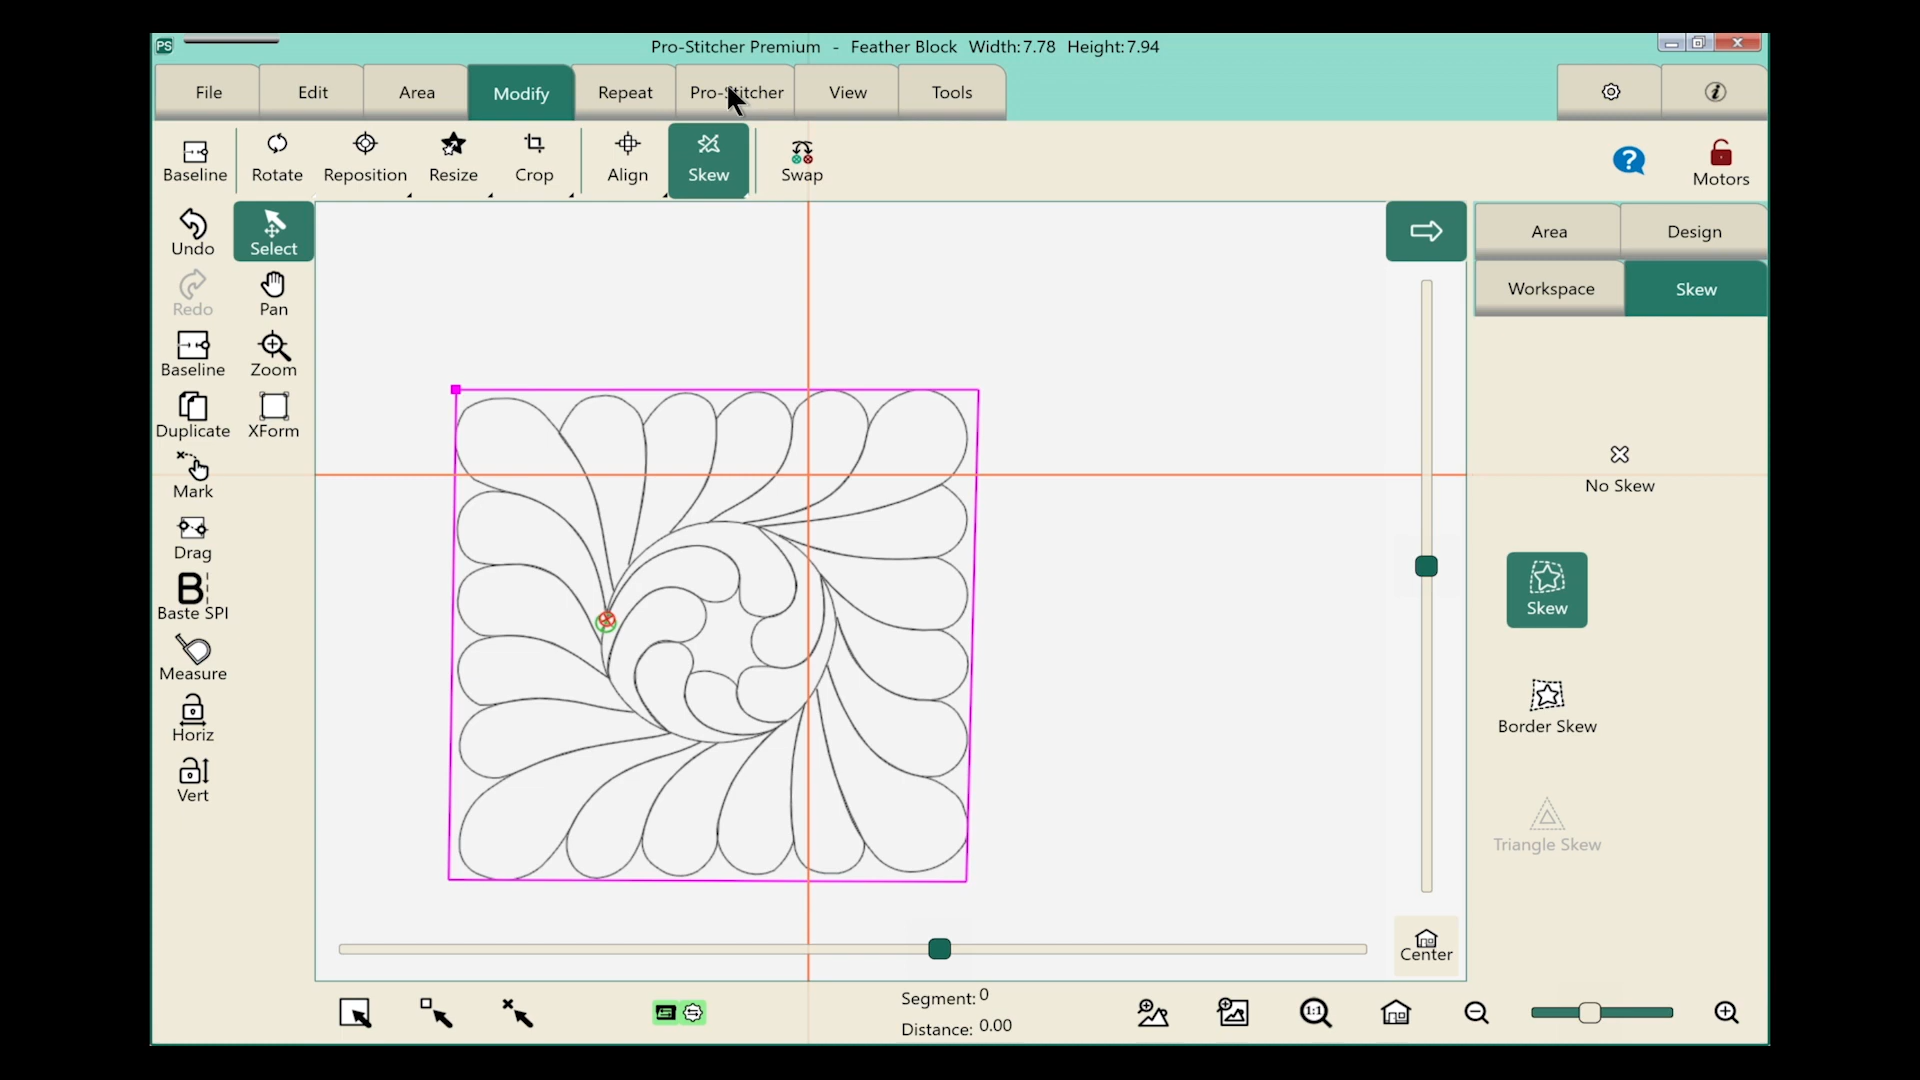 PS
Pro-Stitcher Premium - Feather Block Width:7.78 Height:7.94
File Edit Area Modify Repeat Pro-Stitcher View Tools
Baseline Rotate Reposition Resize Crop Align Skew Swap
? Motors
Undo Select
Redo Pan
Baseline Zoom
Duplicate XForm
Mark
Drag
B
Baste SPI
Measure
Horiz
Vert
Area Design
Workspace Skew
No Skew
Skew
Border Skew
Triangle Skew
Center
Segment: 0
Distance: 0.00
1:1